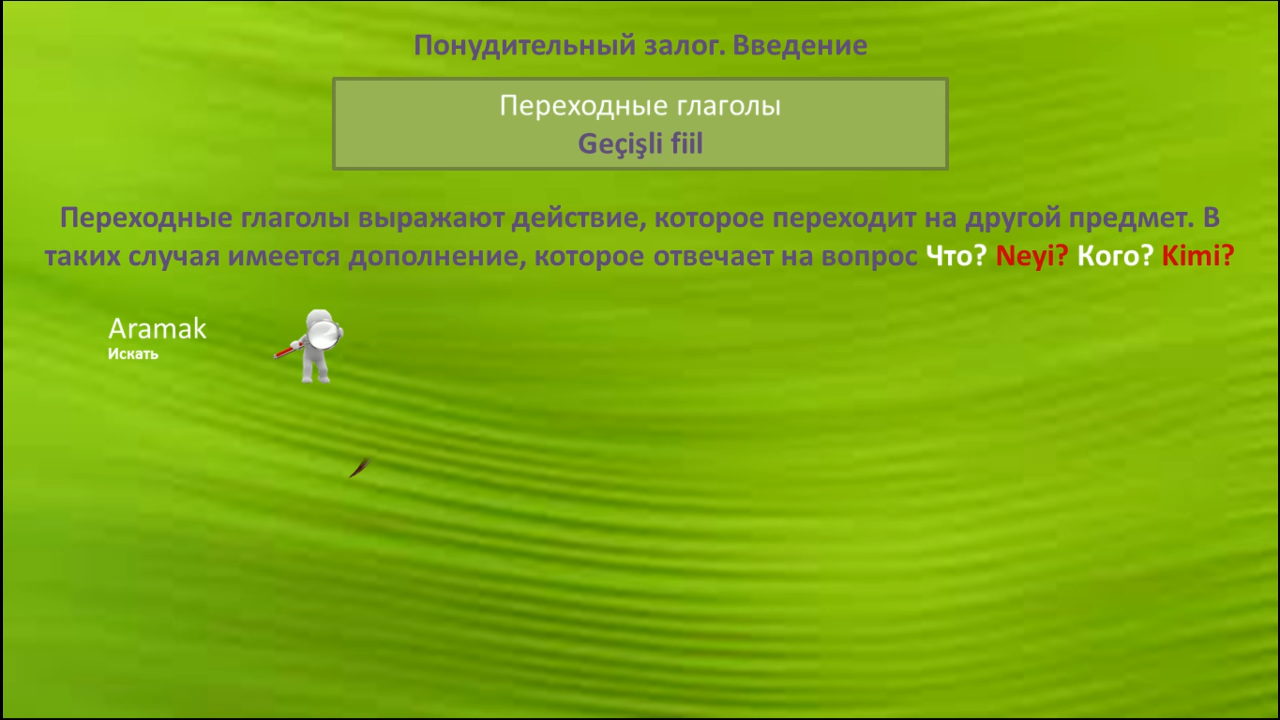 Понудительный залог. Введение
Переходные глаголы
Geçişli fiil
Переходные глаголы выражают действие, которое переходит на другой предмет. В
таких случая имеется дополнение, которое отвечает на вопрос Что? Neyi? Кого? Kimi?
Aramak
Искать